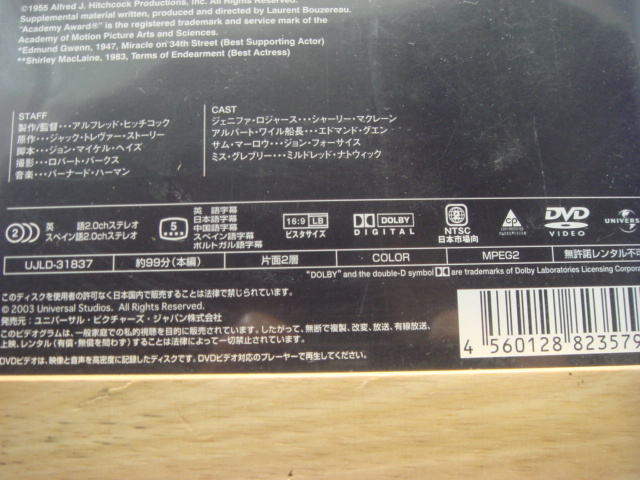 ©1955 Alfred J. Hitchcock Productions, Inc. All Rights Reserved.
Supplemental material written, produced and directed by Laurent Bouzereau.
"Academy Award®" is the registered trademark and service mark of the
Academy of Motion Picture Arts and Sciences.
*Edmund Gwenn, 1947, Miracle on 34th Street (Best Supporting Actor)
**Shirley MacLaine, 1983, Terms of Endearment (Best Actress)
STAFF
製作/監督・・・アルフレッド・ヒッチコック
原作・・・ジャック・トレヴァー・ストーリー
脚本・・・ジョン・マイケル・ヘイズ
撮影・・・ロバート・バークス
音楽・・・バーナード・ハーマン
CAST
ジェニファ・ロジャース・・・シャーリー・マクレーン
アルバート・ワイル船長・・・エドマンド・グエン
サム・マーロウ・・・ジョン・フォーサイス
ミス・グレブリー・・・ミルドレッド・ナトウィック
2
英 語2.0chステレオ
スペイン語2.0chステレオ
5
英 語字幕
日本語字幕
中国語字幕
スペイン語字幕
ポルトガル語字幕
16:9 LB
ビスタサイズ
DOLBY
DIGITAL
2
NTSC
日本市場向
cp
DVD
VIDEO
UNIVERS
UJLD-31837 約99分(本編) 片面2層 COLOR MPEG2 無許諾レンタル不可
"DOLBY" and the double-D symbol are trademarks of Dolby Laboratories Licensing Corpor
このディスクを使用者の許可なく日本国内で販売することは法律で禁じられています。
© 2003 Universal Studios. All Rights Reserved.
発売元:ユニバーサル・ピクチャーズ・ジャパン株式会社
このビデオグラムは、一般家庭での私的視聴を目的に販売されています。したがって、無断で複製、改変、放送、有線放送、
上映、レンタル(有償・無償を問わず)することは法律によって一切禁止されています。
DVDビデオは、映像と音声を高密度に記録したディスクです。DVDビデオ対応のプレーヤーで再生してください。
4 560128 823579